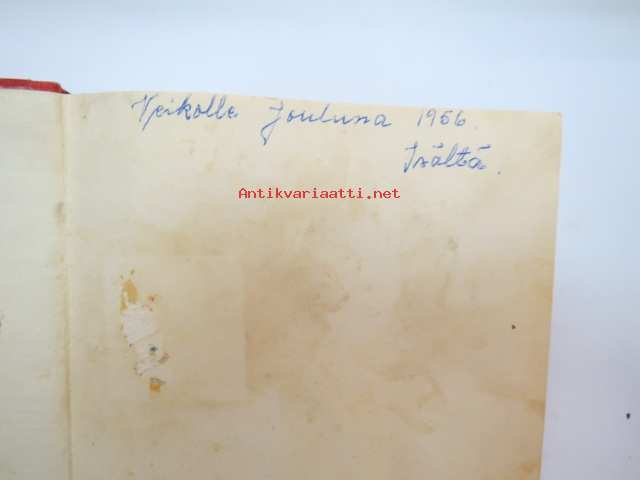 Veikolle Jouluna 1956.
Isältä.
Antikvariaatti.net